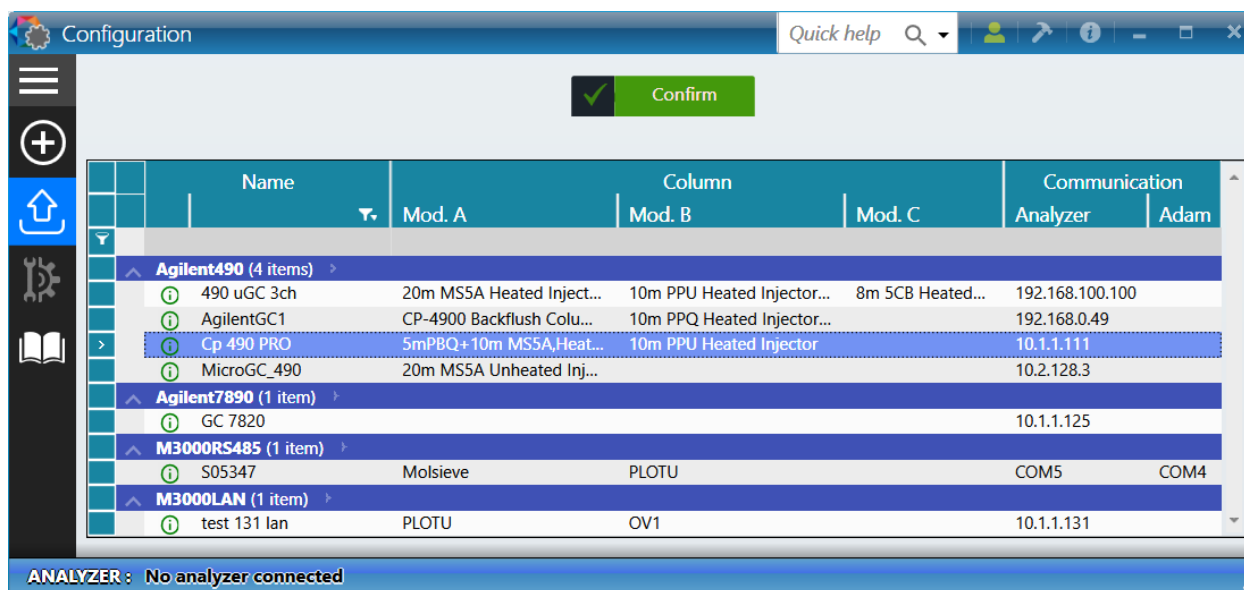 Configuration Quick help
Confirm
Name Column Communication
Mod. A Mod. B Mod. C Analyzer Adam
Agilent490 (4 items)
490 uGC 3ch 20m MS5A Heated Inject... 10m PPU Heated Injector... 8m 5CB Heated... 192.168.100.100
AgilentGC1 CP-4900 Backflush Colu... 10m PPQ Heated Injector... 192.168.0.49
Cp 490 PRO 5mPBQ+10m MS5A,Heat... 10m PPU Heated Injector 10.1.1.111
MicroGC_490 20m MS5A Unheated Inj... 10.2.128.3
Agilent7890 (1 item)
GC 7820 10.1.1.125
M3000RS485 (1 item)
S05347 Molsieve PLOTU COM5 COM4
M3000LAN (1 item)
test 131 lan PLOTU OV1 10.1.1.131
ANALYZER : No analyzer connected